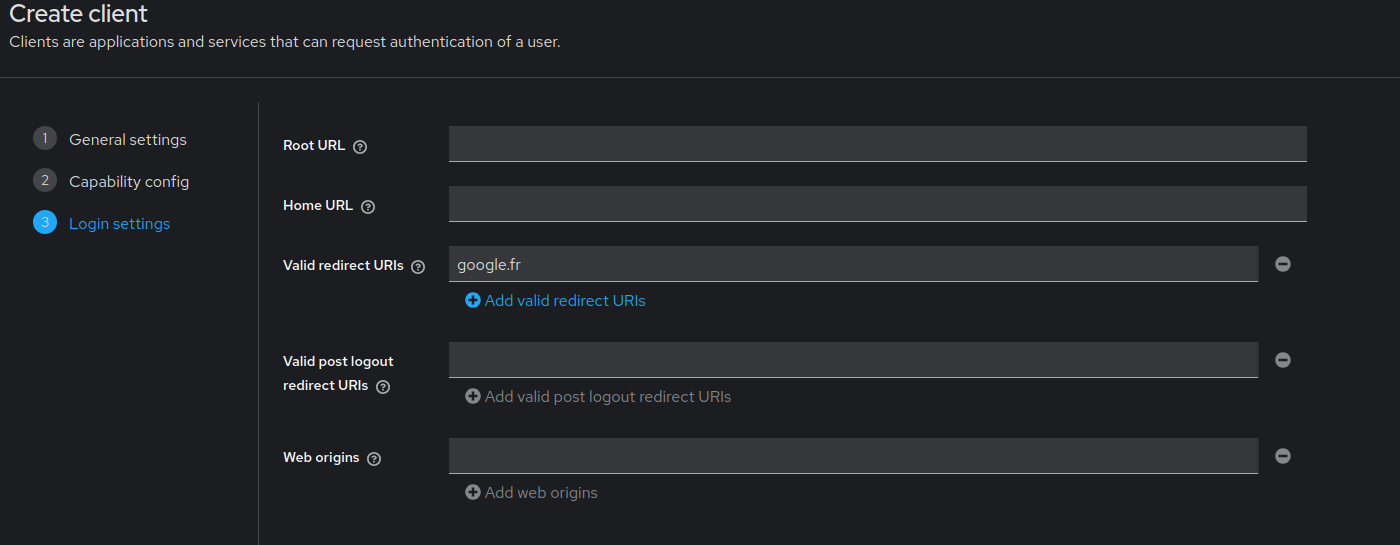 Create client
Clients are applications and services that can request authentication of a user.
1 General settings
2 Capability config
3 Login settings
Root URL ?
Home URL ?
Valid redirect URIs ? google.fr
Add valid redirect URIs
Valid post logout
redirect URIs ?
Add valid post logout redirect URIs
Web origins ?
Add web origins